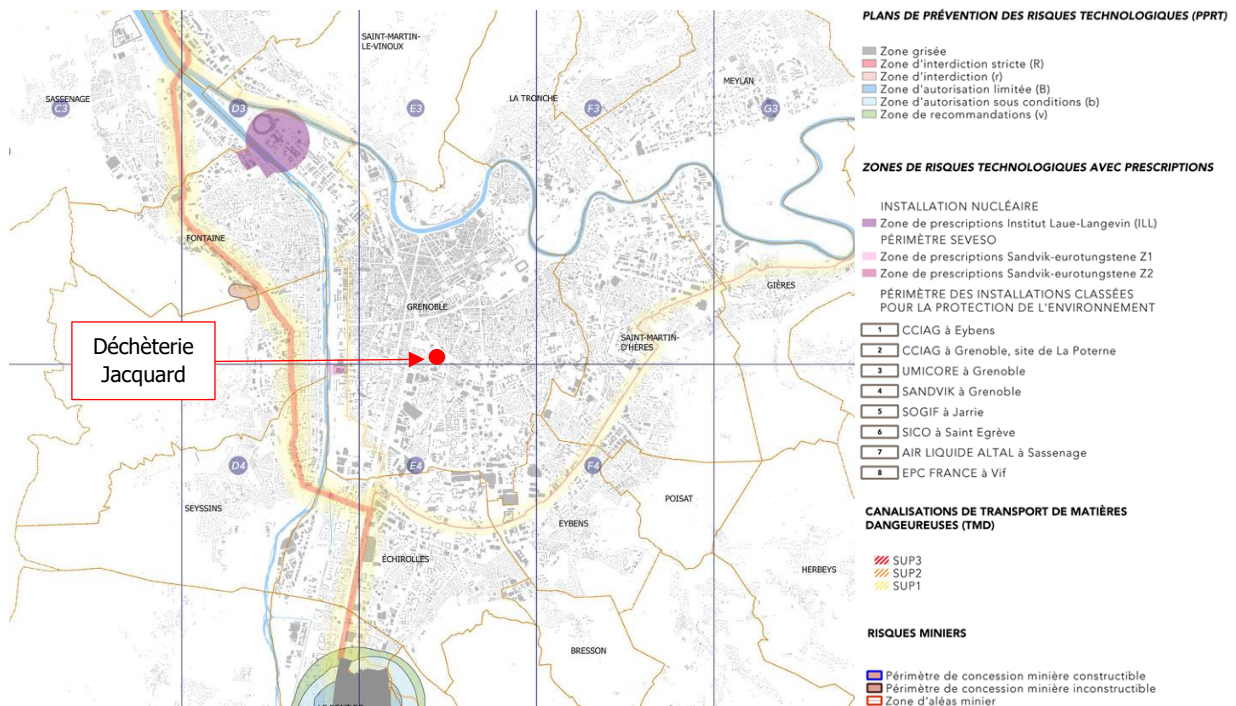 SAINT-MARTIN-
LE-VINOUX
SASSENAGE
C3
D3
E3
LA TRONCHE
F3
MEYLAN
G3
FONTAINE
GRENOBLE
GIÈRES
SAINT-MARTIN-
D'HÈRES
Déchèterie
Jacquard
D4
E4
F4
SEYSSINS
POISAT
EYBENS
ÉCHIROLLES
HERBEYS
BRESSON
PLANS DE PRÉVENTION DES RISQUES TECHNOLOGIQUES (PPRT)
Zone grisée
Zone d'interdiction stricte (R)
Zone d'interdiction (r)
Zone d'autorisation limitée (B)
Zone d'autorisation sous conditions (b)
Zone de recommandations (v)
ZONES DE RISQUES TECHNOLOGIQUES AVEC PRESCRIPTIONS
INSTALLATION NUCLÉAIRE
Zone de prescriptions Institut Laue-Langevin (ILL)
PÉRIMÈTRE SEVESO
Zone de prescriptions Sandvik-eurotungstene Z1
Zone de prescriptions Sandvik-eurotungstene Z2
PÉRIMÈTRE DES INSTALLATIONS CLASSÉES
POUR LA PROTECTION DE L'ENVIRONNEMENT
1 CCIAG à Eybens
2 CCIAG à Grenoble, site de La Poterne
3 UMICORE à Grenoble
4 SANDVIK à Grenoble
5 SOGIF à Jarrie
6 SICO à Saint Egrève
7 AIR LIQUIDE ALTAL à Sassenage
8 EPC FRANCE à Vif
CANALISATIONS DE TRANSPORT DE MATIÈRES
DANGEUREUSES (TMD)
SUP3
SUP2
SUP1
RISQUES MINIERS
Périmètre de concession minière constructible
Périmètre de concession minière inconstructible
Zone d'aléas minier